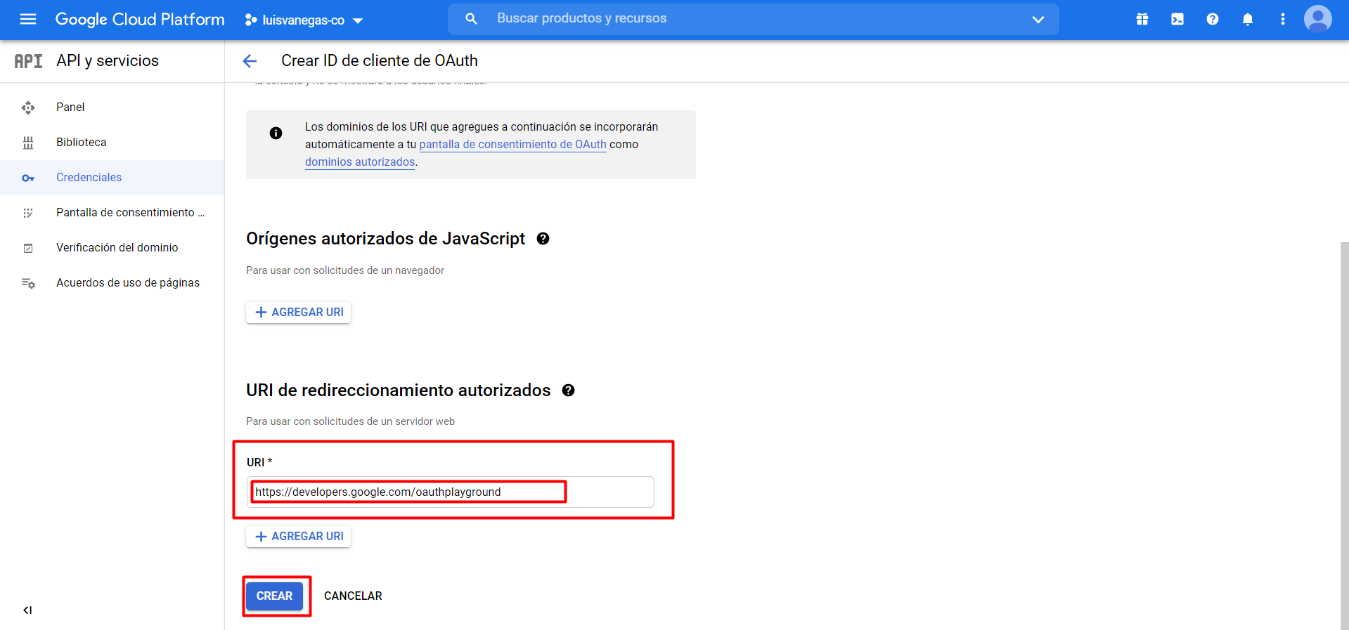 Google Cloud Platform
luisvanegas-co
Buscar productos y recursos
API
API y servicios
Crear ID de cliente de OAuth
Panel
Biblioteca
Credenciales
Pantalla de consentimiento ...
Verificación del dominio
Acuerdos de uso de páginas
Los dominios de los URI que agregues a continuación se incorporarán
automáticamente a tu pantalla de consentimiento de OAuth como
dominios autorizados.
Orígenes autorizados de JavaScript
Para usar con solicitudes de un navegador
+ AGREGAR URI
URI de redireccionamiento autorizados
Para usar con solicitudes de un servidor web
URI *
https://developers.google.com/oauthplayground
+ AGREGAR URI
CREAR
CANCELAR